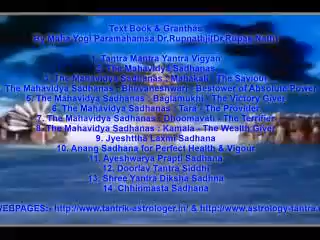 Text Book & Granthas
By Maha Yogi Paramahamsa Dr.Rupnathji(Dr.Rupak Nath)
1. Tantra Mantra Yantra Vigyan
2. The Mahavidya Sadhanas
3. The Mahavidya Sadhanas : Mahakali - The Saviour
The Mahavidya Sadhanas : Bhuvaneshwari - Bestower of Absolute Power
5. The Mahavidya Sadhanas : Baglamukhi - The Victory Giver
6. The Mahavidya Sadhanas : Tara - The Provider
7. The Mahavidya Sadhanas : Dhoomavati - The Terrifier
8. The Mahavidya Sadhanas : Kamala - The Wealth Giver
9. Jyeshttha Laxmi Sadhana
10. Anang Sadhana for Perfect Health & Vigour
11. Ayeshwarya Prapti Sadhana
12. Doorlav Tantra Siddhi
13. Shree Yantra Diksha Sadhna
14. Chhinmasta Sadhana
WEBPAGES:- http://www.tantrik-astrologer.in/ & http://www.astrology-tantra.